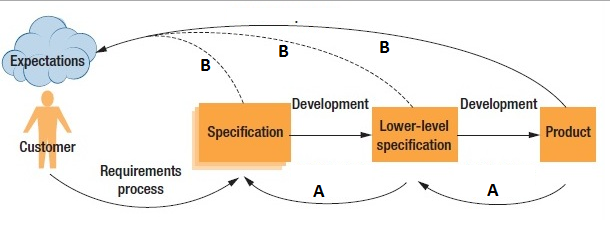 B
B
B
Expectations
Development
Development
Specification
Lower-level
specification
Product
Customer
Requirements
process
A
A